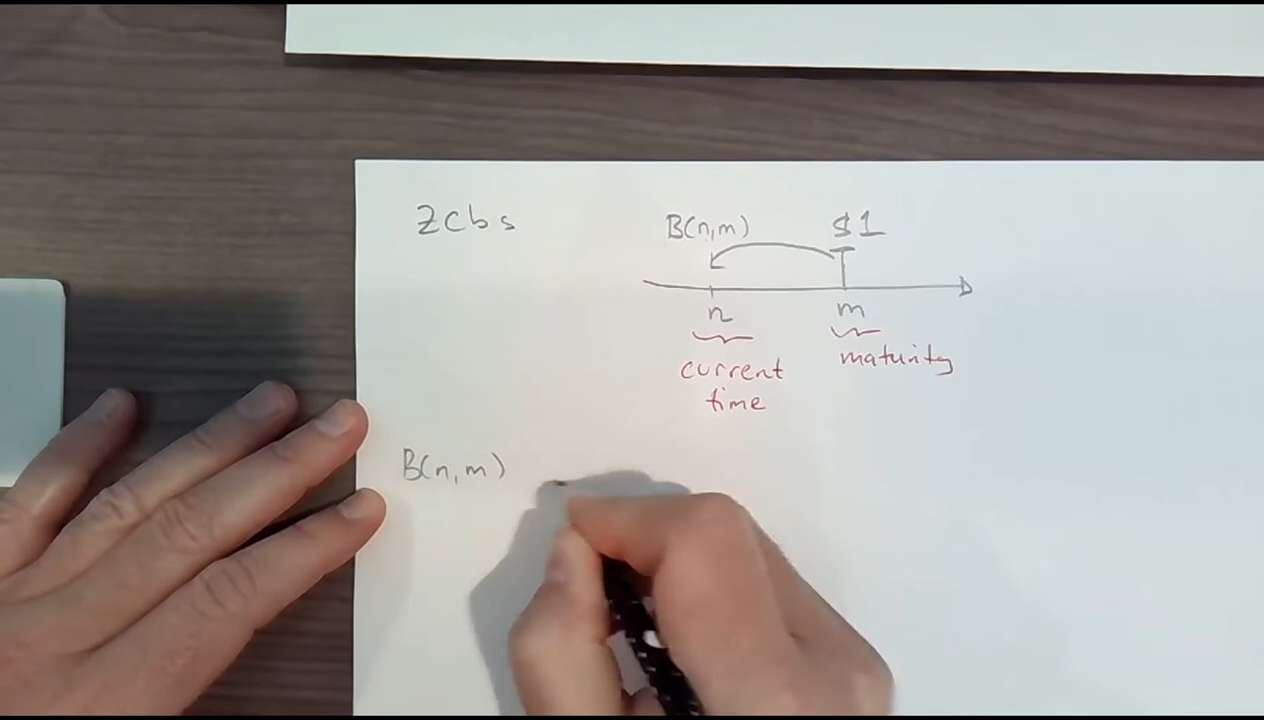 Zcbs
B(n,m) $1
n m
current maturity
time
B(n,m)